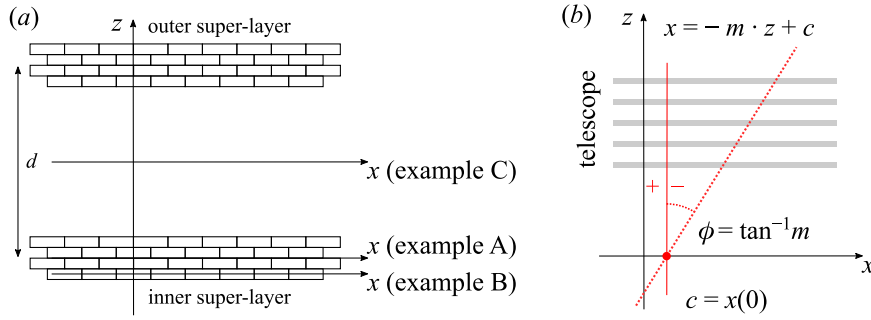 (a)
z
outer super-layer
d
x (example C)
x (example A)
x (example B)
inner super-layer
(b)
z
x = − m · z + c
telescope
+ −
ϕ = tan⁻¹m
x
c = x(0)